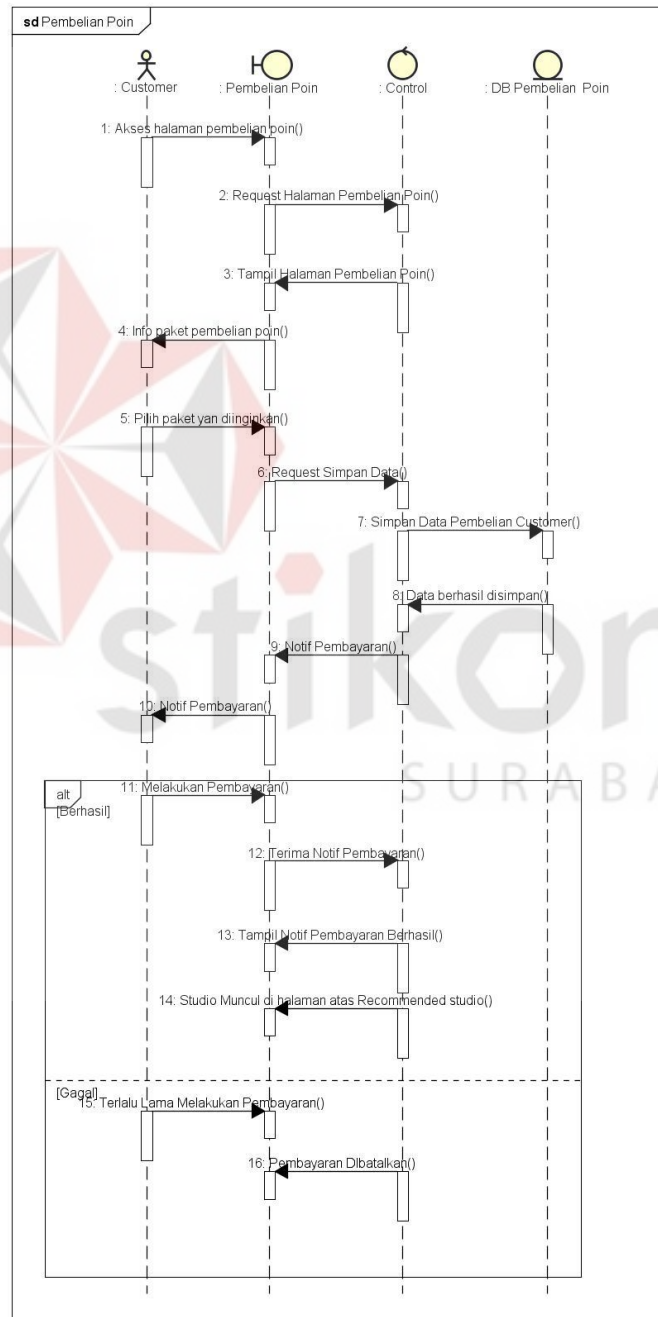 sd Pembelian Poin
: Customer
: Pembelian Poin
: Control
: DB Pembelian Poin
1: Akses halaman pembelian poin()
2: Request Halaman Pembelian Poin()
3: Tampil Halaman Pembelian Poin()
4: Info paket pembelian poin()
5: Pilih paket yan diinginkan()
6: Request Simpan Data()
7: Simpan Data Pembelian Customer()
8: Data berhasil disimpan()
stikom
9: Notif Pembayaran()
10: Notif Pembayaran()
SURABA
alt
[Berhasil]
11: Melakukan Pembayaran()
12: Terima Notif Pembayaran()
13: Tampil Notif Pembayaran Berhasil()
14: Studio Muncul di halaman atas Recommended studio()
[Gagal]
15: Terlalu Lama Melakukan Pembayaran()
16: Pembayaran DIbatalkan()